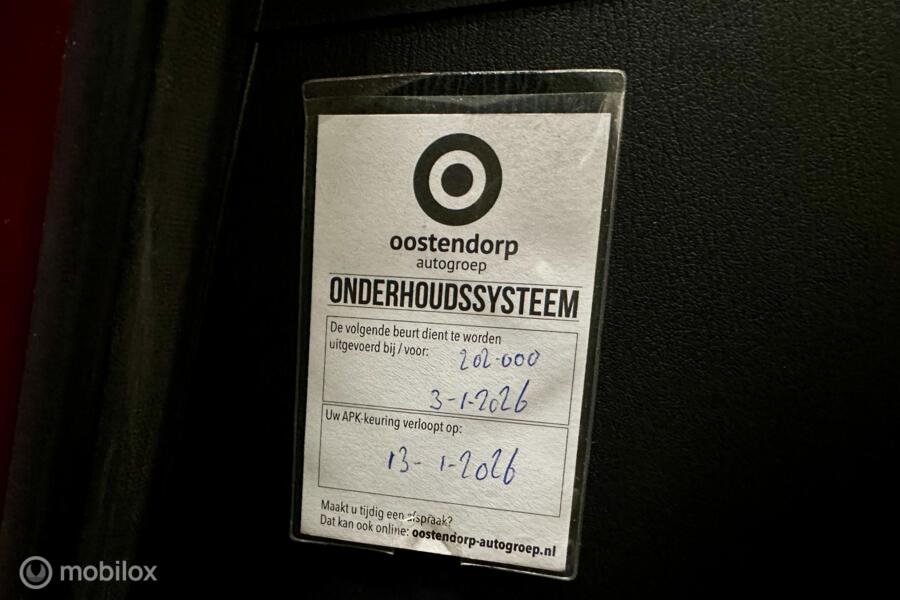 oostendorp
autogroep
ONDERHOUDSSYSTEEM
De volgende beurt dient te worden
uitgevoerd bij / voor: 202.000
3-1-2026
Uw APK-keuring verloopt op:
13-1-2026
Maakt u tijdig een afspraak?
Dat kan ook online: oostendorp-autogroep.nl
mobilox